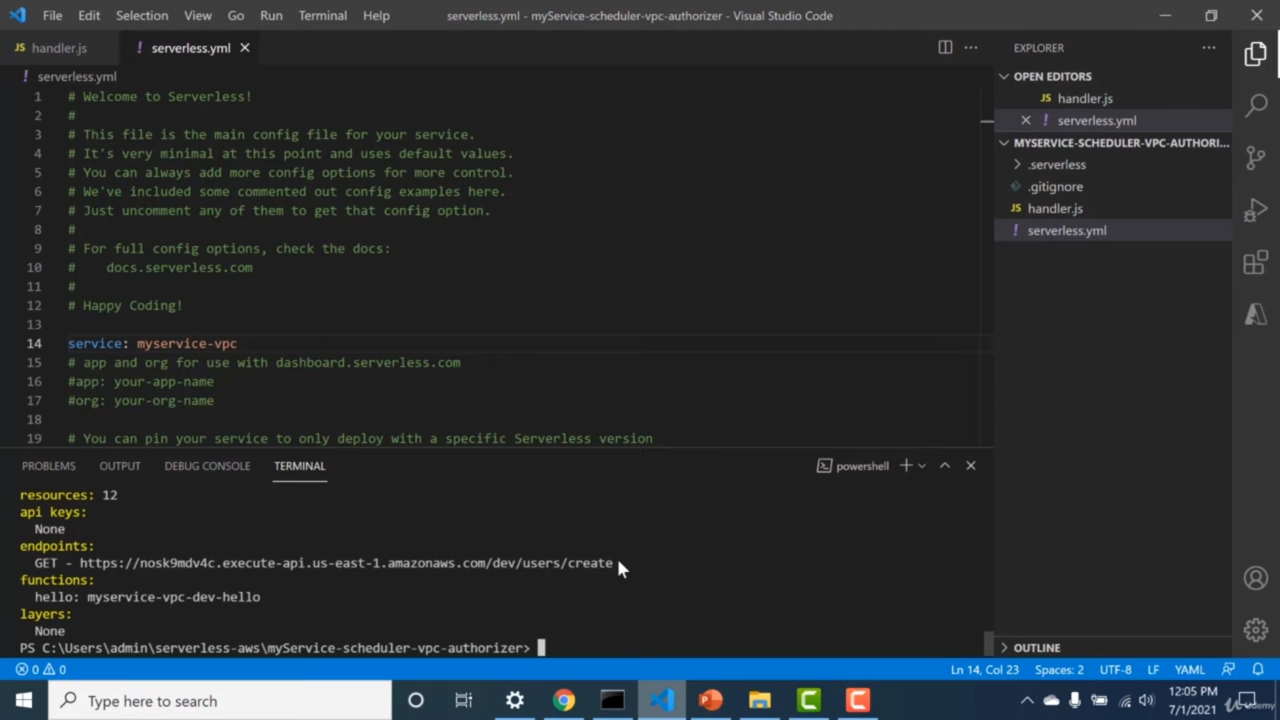 File Edit Selection View Go Run Terminal Help serverless.yml - myService-scheduler-vpc-authorizer - Visual Studio Code
JS handler.js ! serverless.yml
! serverless.yml
1 # Welcome to Serverless!
2 #
3 # This file is the main config file for your service.
4 # It's very minimal at this point and uses default values.
5 # You can always add more config options for more control.
6 # We've included some commented out config examples here.
7 # Just uncomment any of them to get that config option.
8 #
9 # For full config options, check the docs:
10 #    docs.serverless.com
11 #
12 # Happy Coding!
13
14 service: myservice-vpc
15 # app and org for use with dashboard.serverless.com
16 #app: your-app-name
17 #org: your-org-name
18
19 # You can pin your service to only deploy with a specific Serverless version
EXPLORER
OPEN EDITORS
JS handler.js
! serverless.yml
MYSERVICE-SCHEDULER-VPC-AUTHORI...
.serverless
.gitignore
JS handler.js
! serverless.yml
OUTLINE
PROBLEMS OUTPUT DEBUG CONSOLE TERMINAL powershell
resources: 12
api keys:
None
endpoints:
GET - https://nosk9mdv4c.execute-api.us-east-1.amazonaws.com/dev/users/create
functions:
hello: myservice-vpc-dev-hello
layers:
None
PS C:\Users\admin\serverless-aws\myService-scheduler-vpc-authorizer>
0 0 Ln 14, Col 23 Spaces: 2 UTF-8 LF YAML
Type here to search
12:05 PM
7/1/2021
Udemy